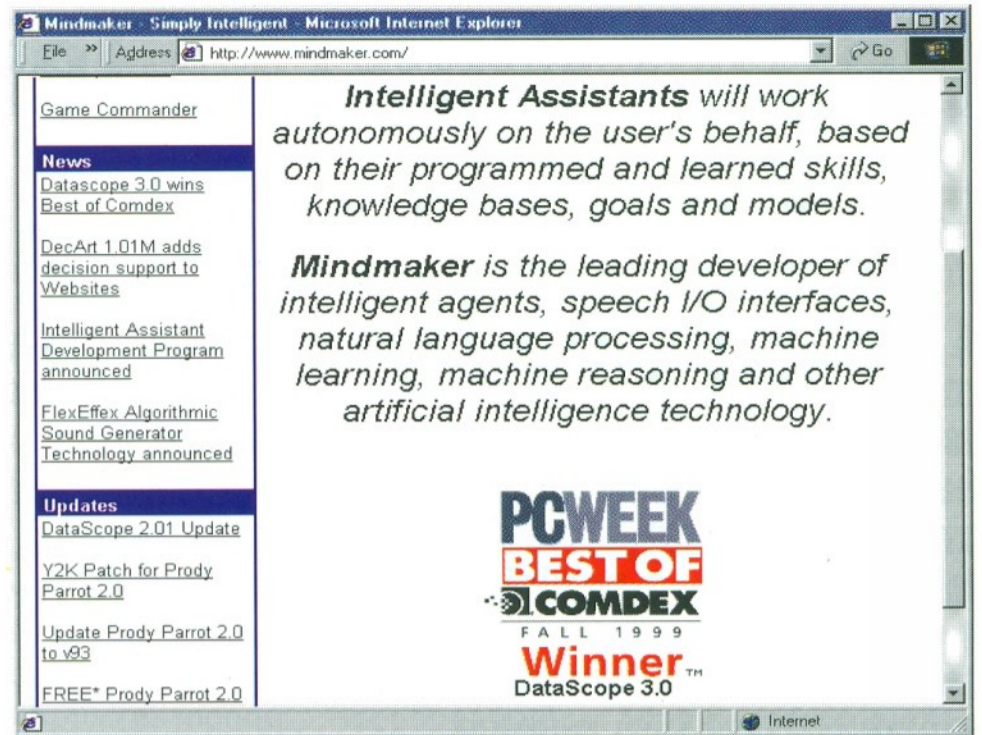 Mindmaker - Simply Intelligent - Microsoft Internet Explorer
File » Address http://www.mindmaker.com/ Go
Game Commander
News
Datascope 3.0 wins
Best of Comdex
DecArt 1.01M adds
decision support to
Websites
Intelligent Assistant
Development Program
announced
FlexEffex Algorithmic
Sound Generator
Technology announced
Updates
DataScope 2.01 Update
Y2K Patch for Prody
Parrot 2.0
Update Prody Parrot 2.0
to v93
FREE* Prody Parrot 2.0
Intelligent Assistants will work
autonomously on the user's behalf, based
on their programmed and learned skills,
knowledge bases, goals and models.
Mindmaker is the leading developer of
intelligent agents, speech I/O interfaces,
natural language processing, machine
learning, machine reasoning and other
artificial intelligence technology.
PCWEEK
BEST OF
COMDEX
FALL 1999
Winner™
DataScope 3.0
Internet